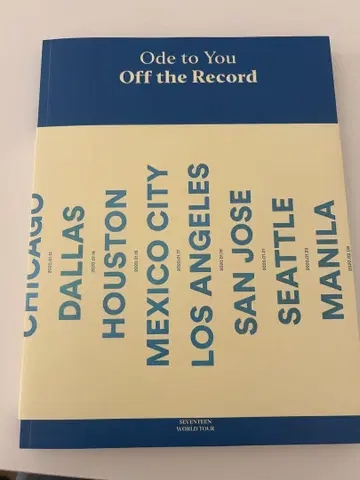 Ode to You
Off the Record
CHICAGO
DALLAS
HOUSTON
MEXICO CITY
LOS ANGELES
SAN JOSE
SEATTLE
MANILA
SEVENTEEN
WORLD TOUR